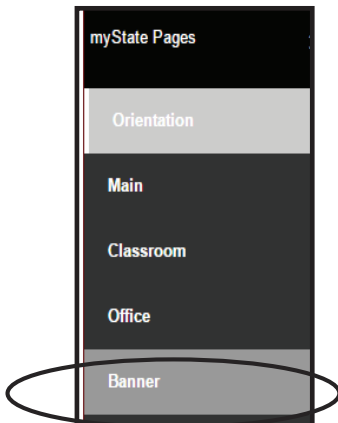 myState Pages
Orientation
Main
Classroom
Office
Banner